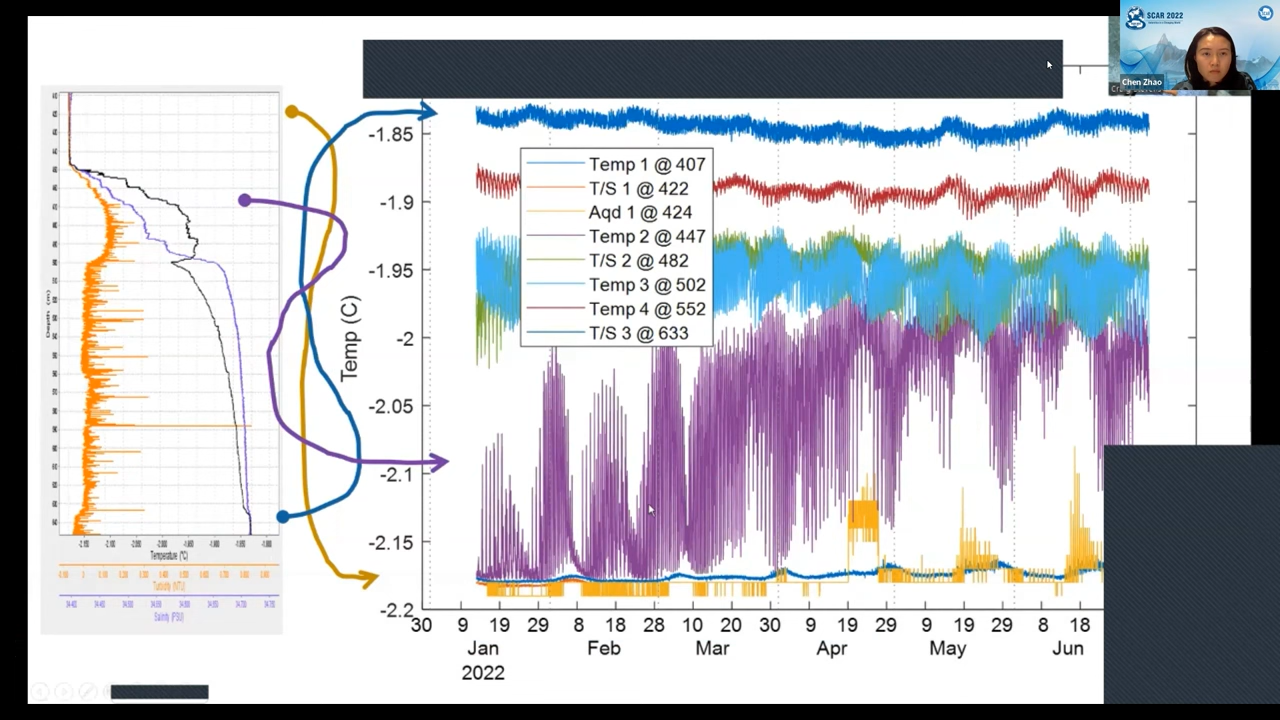 SCAR 2022
Chen Zhao
Temp (C)
-1.85
-1.9
-1.95
-2
-2.05
-2.1
-2.15
-2.2
Temp 1 @ 407
T/S 1 @ 422
Aqd 1 @ 424
Temp 2 @ 447
T/S 2 @ 482
Temp 3 @ 502
Temp 4 @ 552
T/S 3 @ 633
30 9 19 29 8 18 28 10 20 30 9 19 29 9 19 29 8 18
Jan Feb Mar Apr May Jun
2022
Depth (m)
Temperature (°C)
Turbidity (NTU)
Salinity (PSU)